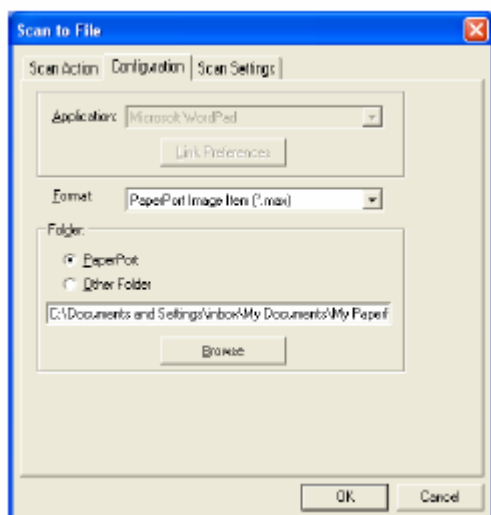 Scan to File
Scan Action Configuration Scan Settings
Application: Microsoft WordPad
Link Preferences
Format PaperPort Image Item (*.max)
Folder
PaperPort
Other Folder
C:\Documents and Settings\inbox\My Documents\My PaperF
Browse
OK Cancel